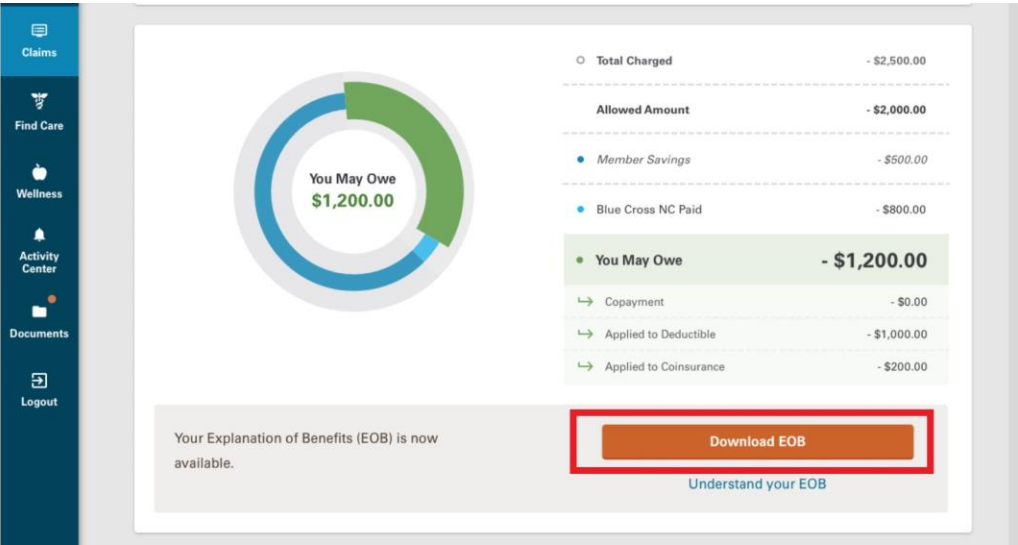 Claims
Find Care
Wellness
Activity
Center
Documents
Logout
You May Owe
$1,200.00
Total Charged - $2,500.00
Allowed Amount - $2,000.00
Member Savings - $500.00
Blue Cross NC Paid - $800.00
You May Owe - $1,200.00
Copayment - $0.00
Applied to Deductible - $1,000.00
Applied to Coinsurance - $200.00
Your Explanation of Benefits (EOB) is now
available.
Download EOB
Understand your EOB